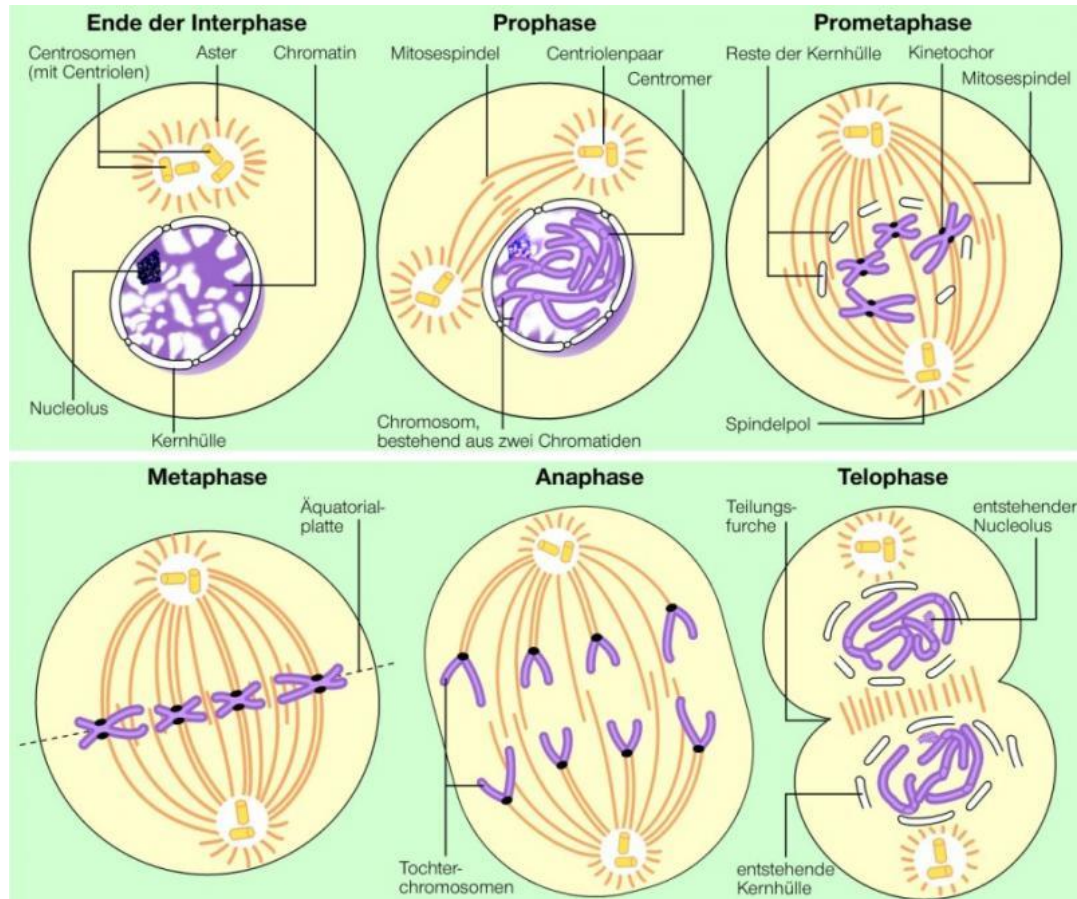 Ende der Interphase
Centrosomen
(mit Centriolen)
Aster
Chromatin
Nucleolus
Kernhülle
Prophase
Mitosespindel
Centriolenpaar
Centromer
Chromosom,
bestehend aus zwei Chromatiden
Prometaphase
Reste der Kernhülle
Kinetochor
Mitosespindel
Spindelpol
Metaphase
Äquatorial-
platte
Anaphase
Tochter-
chromosomen
Telophase
Teilungs-
furche
entstehender
Nucleolus
entstehende
Kernhülle